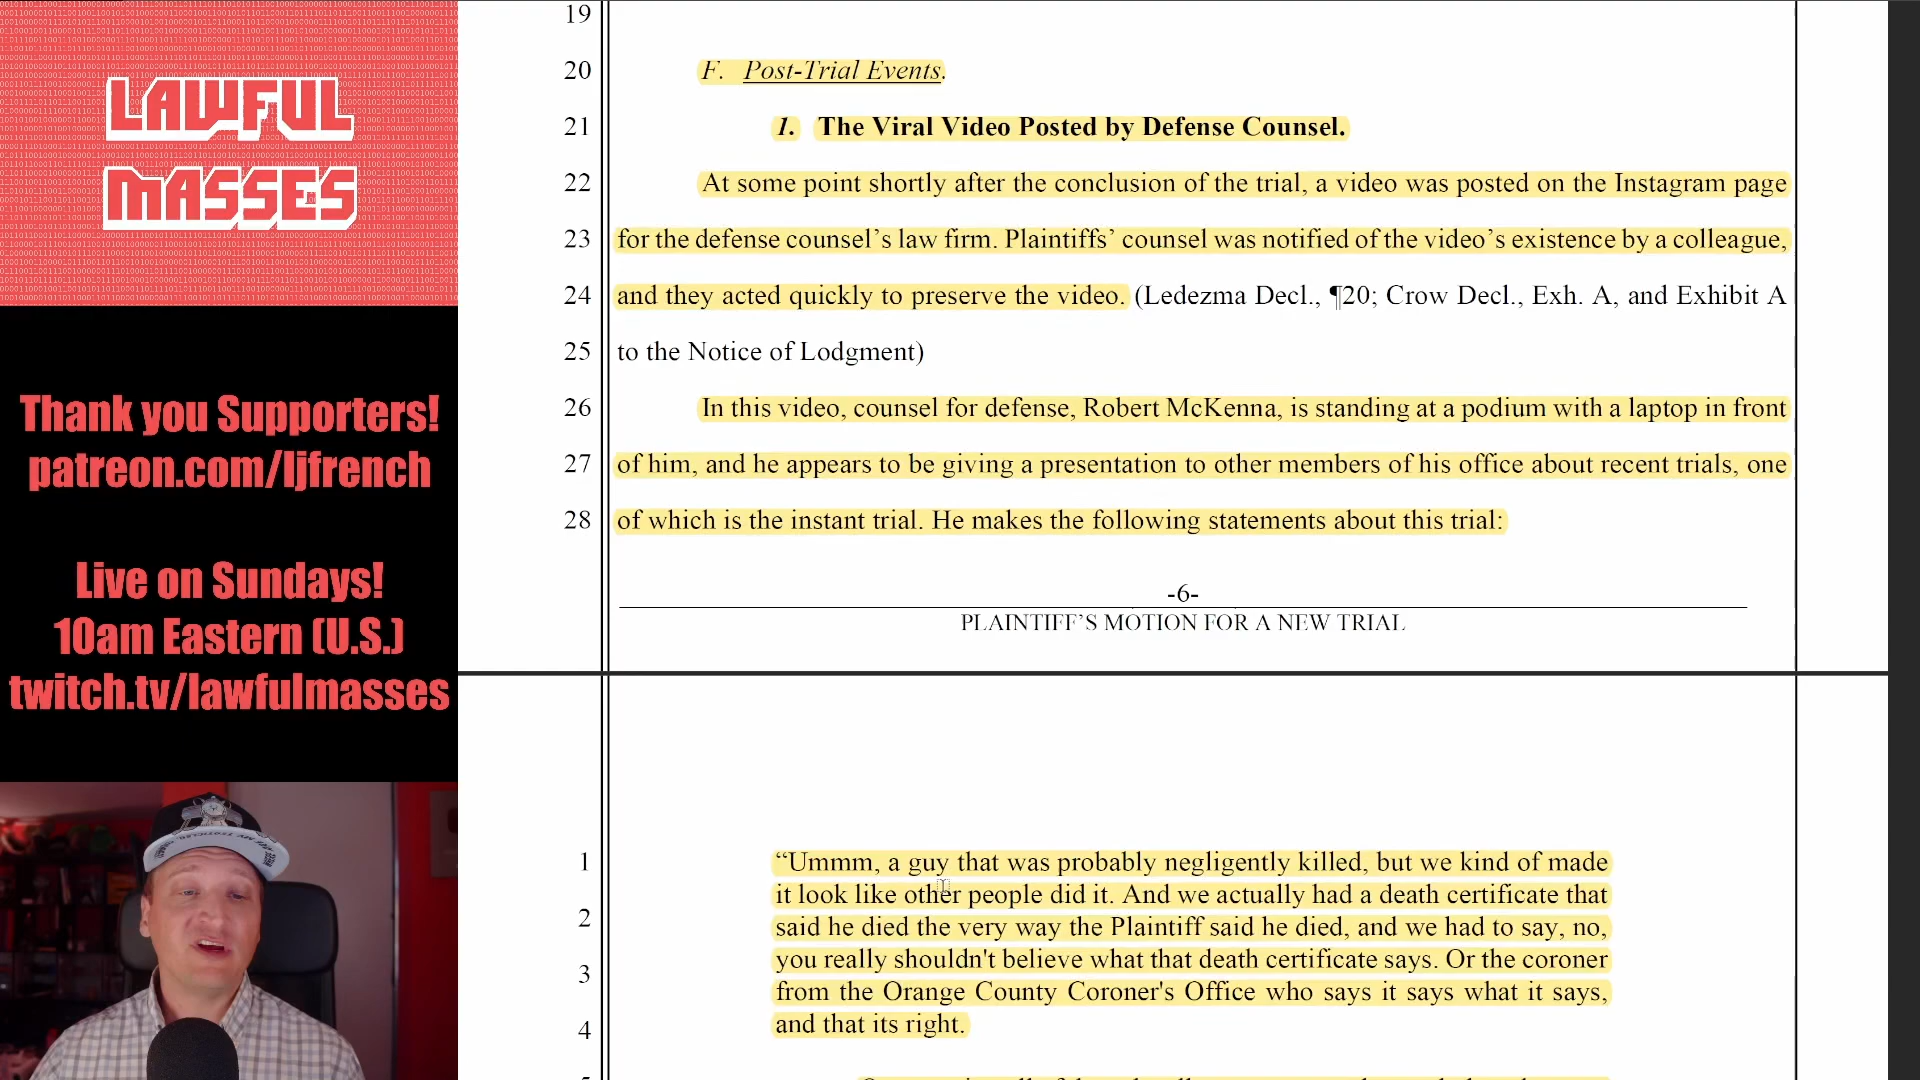 LAWFUL
MASSES
Thank you Supporters!
patreon.com/ljfrench
Live on Sundays!
10am Eastern (U.S.)
twitch.tv/lawfulmasses
19
20 F. Post-Trial Events.
21 1. The Viral Video Posted by Defense Counsel.
22 At some point shortly after the conclusion of the trial, a video was posted on the Instagram page
23 for the defense counsel’s law firm. Plaintiffs’ counsel was notified of the video’s existence by a colleague,
24 and they acted quickly to preserve the video. (Ledezma Decl., ¶20; Crow Decl., Exh. A, and Exhibit A
25 to the Notice of Lodgment)
26 In this video, counsel for defense, Robert McKenna, is standing at a podium with a laptop in front
27 of him, and he appears to be giving a presentation to other members of his office about recent trials, one
28 of which is the instant trial. He makes the following statements about this trial:
-6-
PLAINTIFF’S MOTION FOR A NEW TRIAL
1 “Ummm, a guy that was probably negligently killed, but we kind of made
it look like other people did it. And we actually had a death certificate that
2 said he died the very way the Plaintiff said he died, and we had to say, no,
you really shouldn't believe what that death certificate says. Or the coroner
3 from the Orange County Coroner's Office who says it says what it says,
4 and that its right.